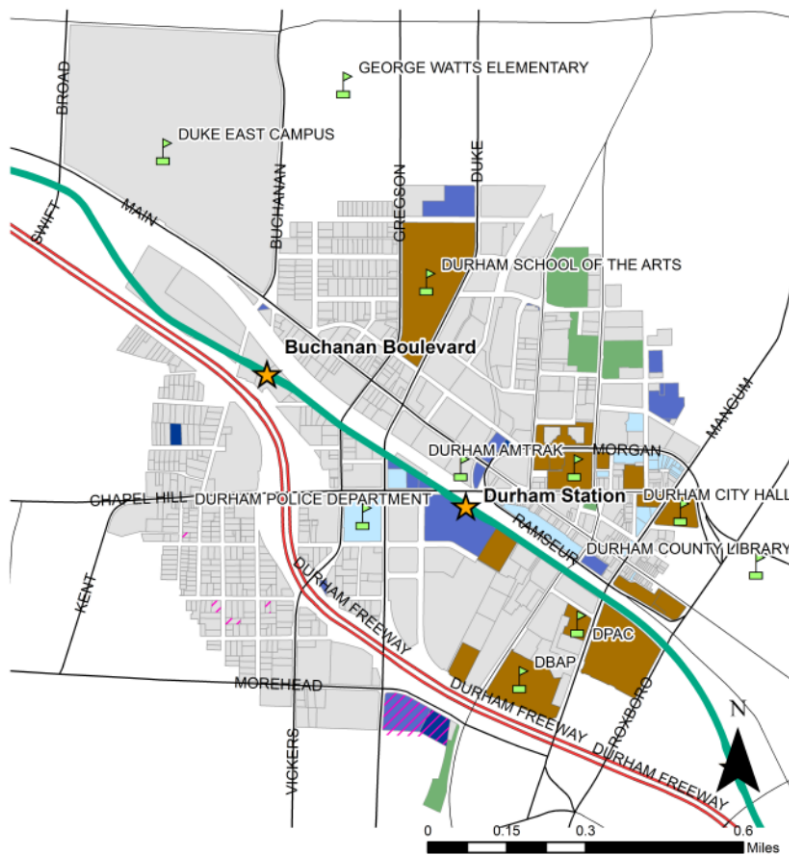 GEORGE WATTS ELEMENTARY
BROAD
DUKE EAST CAMPUS
DUKE
BUCHANAN
GREGSON
MAIN
SWIFT
DURHAM SCHOOL OF THE ARTS
Buchanan Boulevard
MANGUM
DURHAM AMTRAK
MORGAN
CHAPEL HILL
DURHAM POLICE DEPARTMENT
Durham Station
DURHAM CITY HALL
RAMSEUR
DURHAM COUNTY LIBRARY
KENT
DURHAM FREEWAY
DPAC
DBAP
MOREHEAD
DURHAM FREEWAY
ROXBORO
N
VICKERS
DURHAM FREEWAY
0 0.15 0.3 0.6
Miles